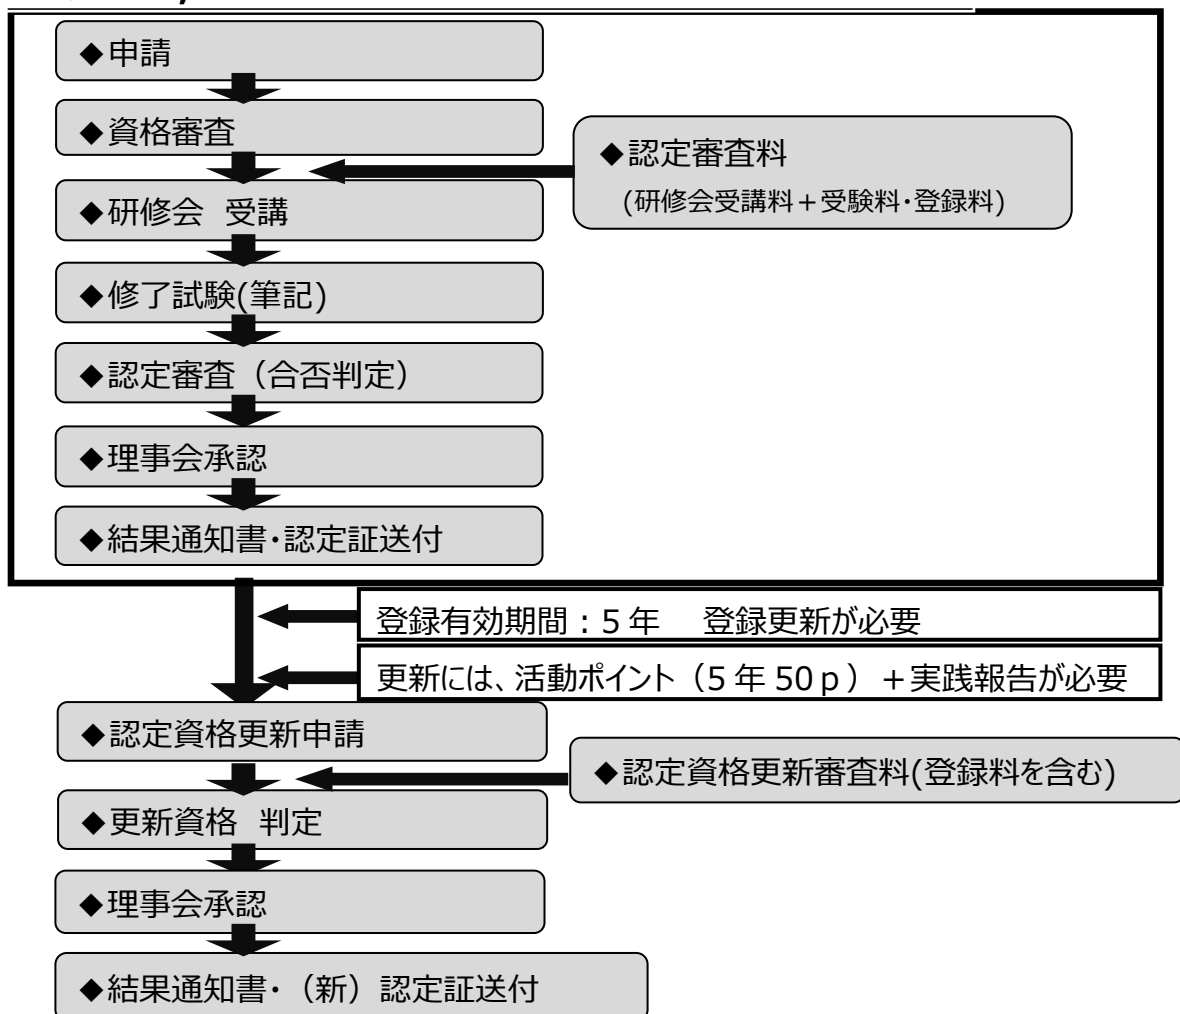 ◆申請
◆資格審査
◆認定審査料
(研修会受講料+受験料・登録料)
◆研修会　受講
◆修了試験(筆記)
◆認定審査（合否判定）
◆理事会承認
◆結果通知書・認定証送付
登録有効期間：5年　登録更新が必要
更新には、活動ポイント（5年50p）+実践報告が必要
◆認定資格更新申請
◆認定資格更新審査料(登録料を含む)
◆更新資格　判定
◆理事会承認
◆結果通知書・（新）認定証送付